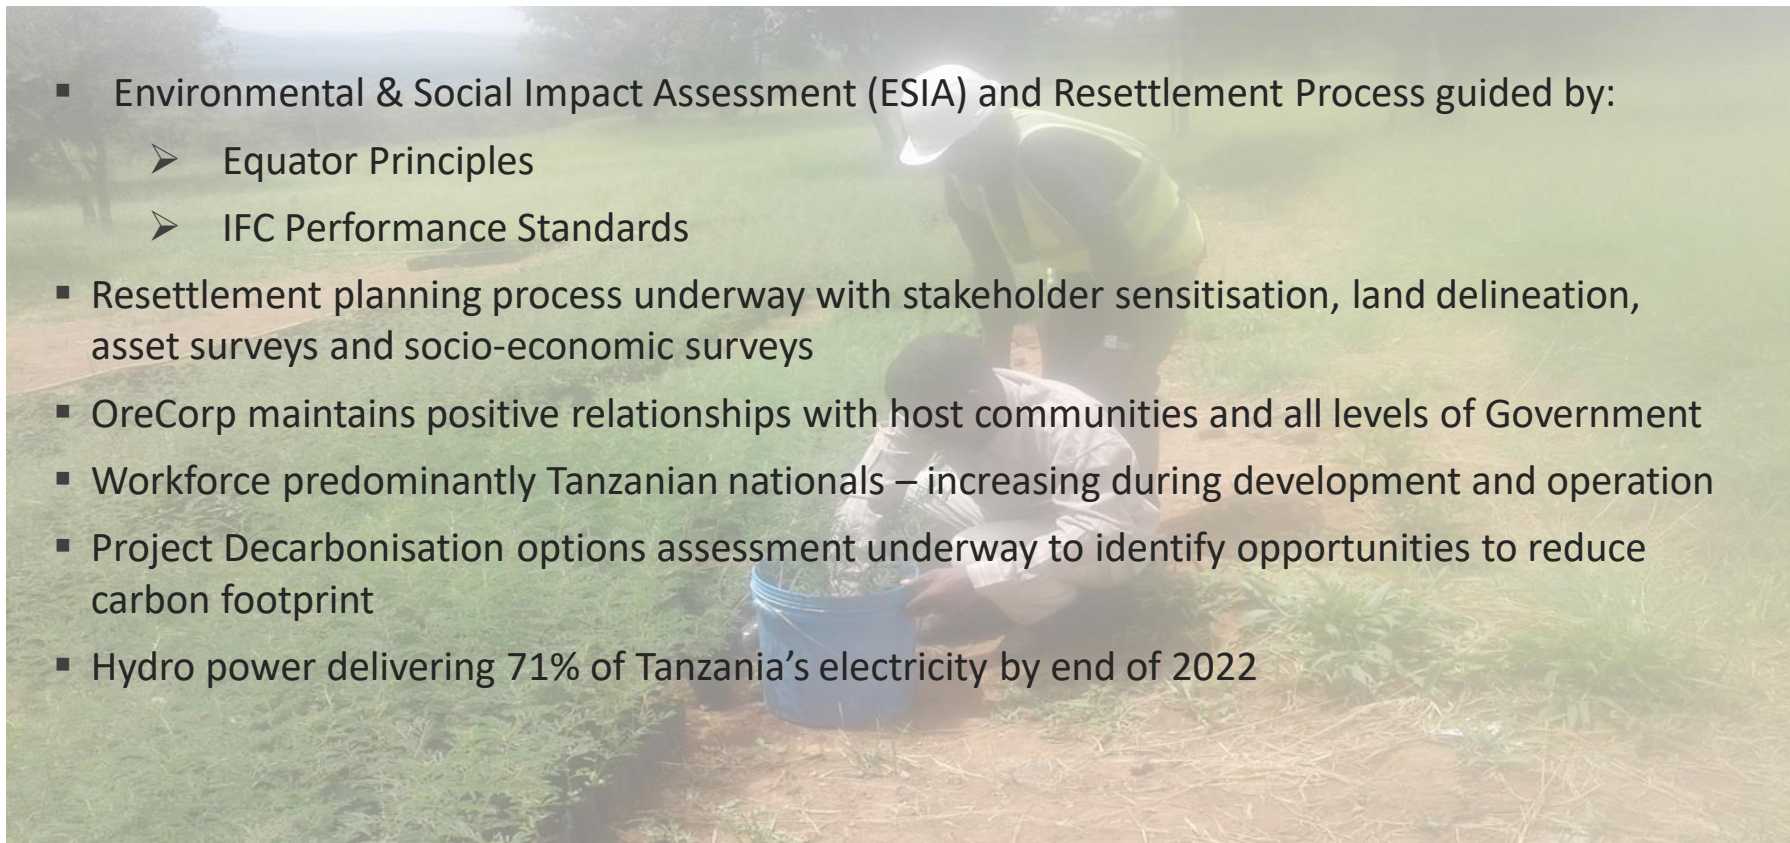 ▪ Environmental & Social Impact Assessment (ESIA) and Resettlement Process guided by:
➢ Equator Principles
➢ IFC Performance Standards
▪ Resettlement planning process underway with stakeholder sensitisation, land delineation,
asset surveys and socio-economic surveys
▪ OreCorp maintains positive relationships with host communities and all levels of Government
▪ Workforce predominantly Tanzanian nationals – increasing during development and operation
▪ Project Decarbonisation options assessment underway to identify opportunities to reduce
carbon footprint
▪ Hydro power delivering 71% of Tanzania’s electricity by end of 2022